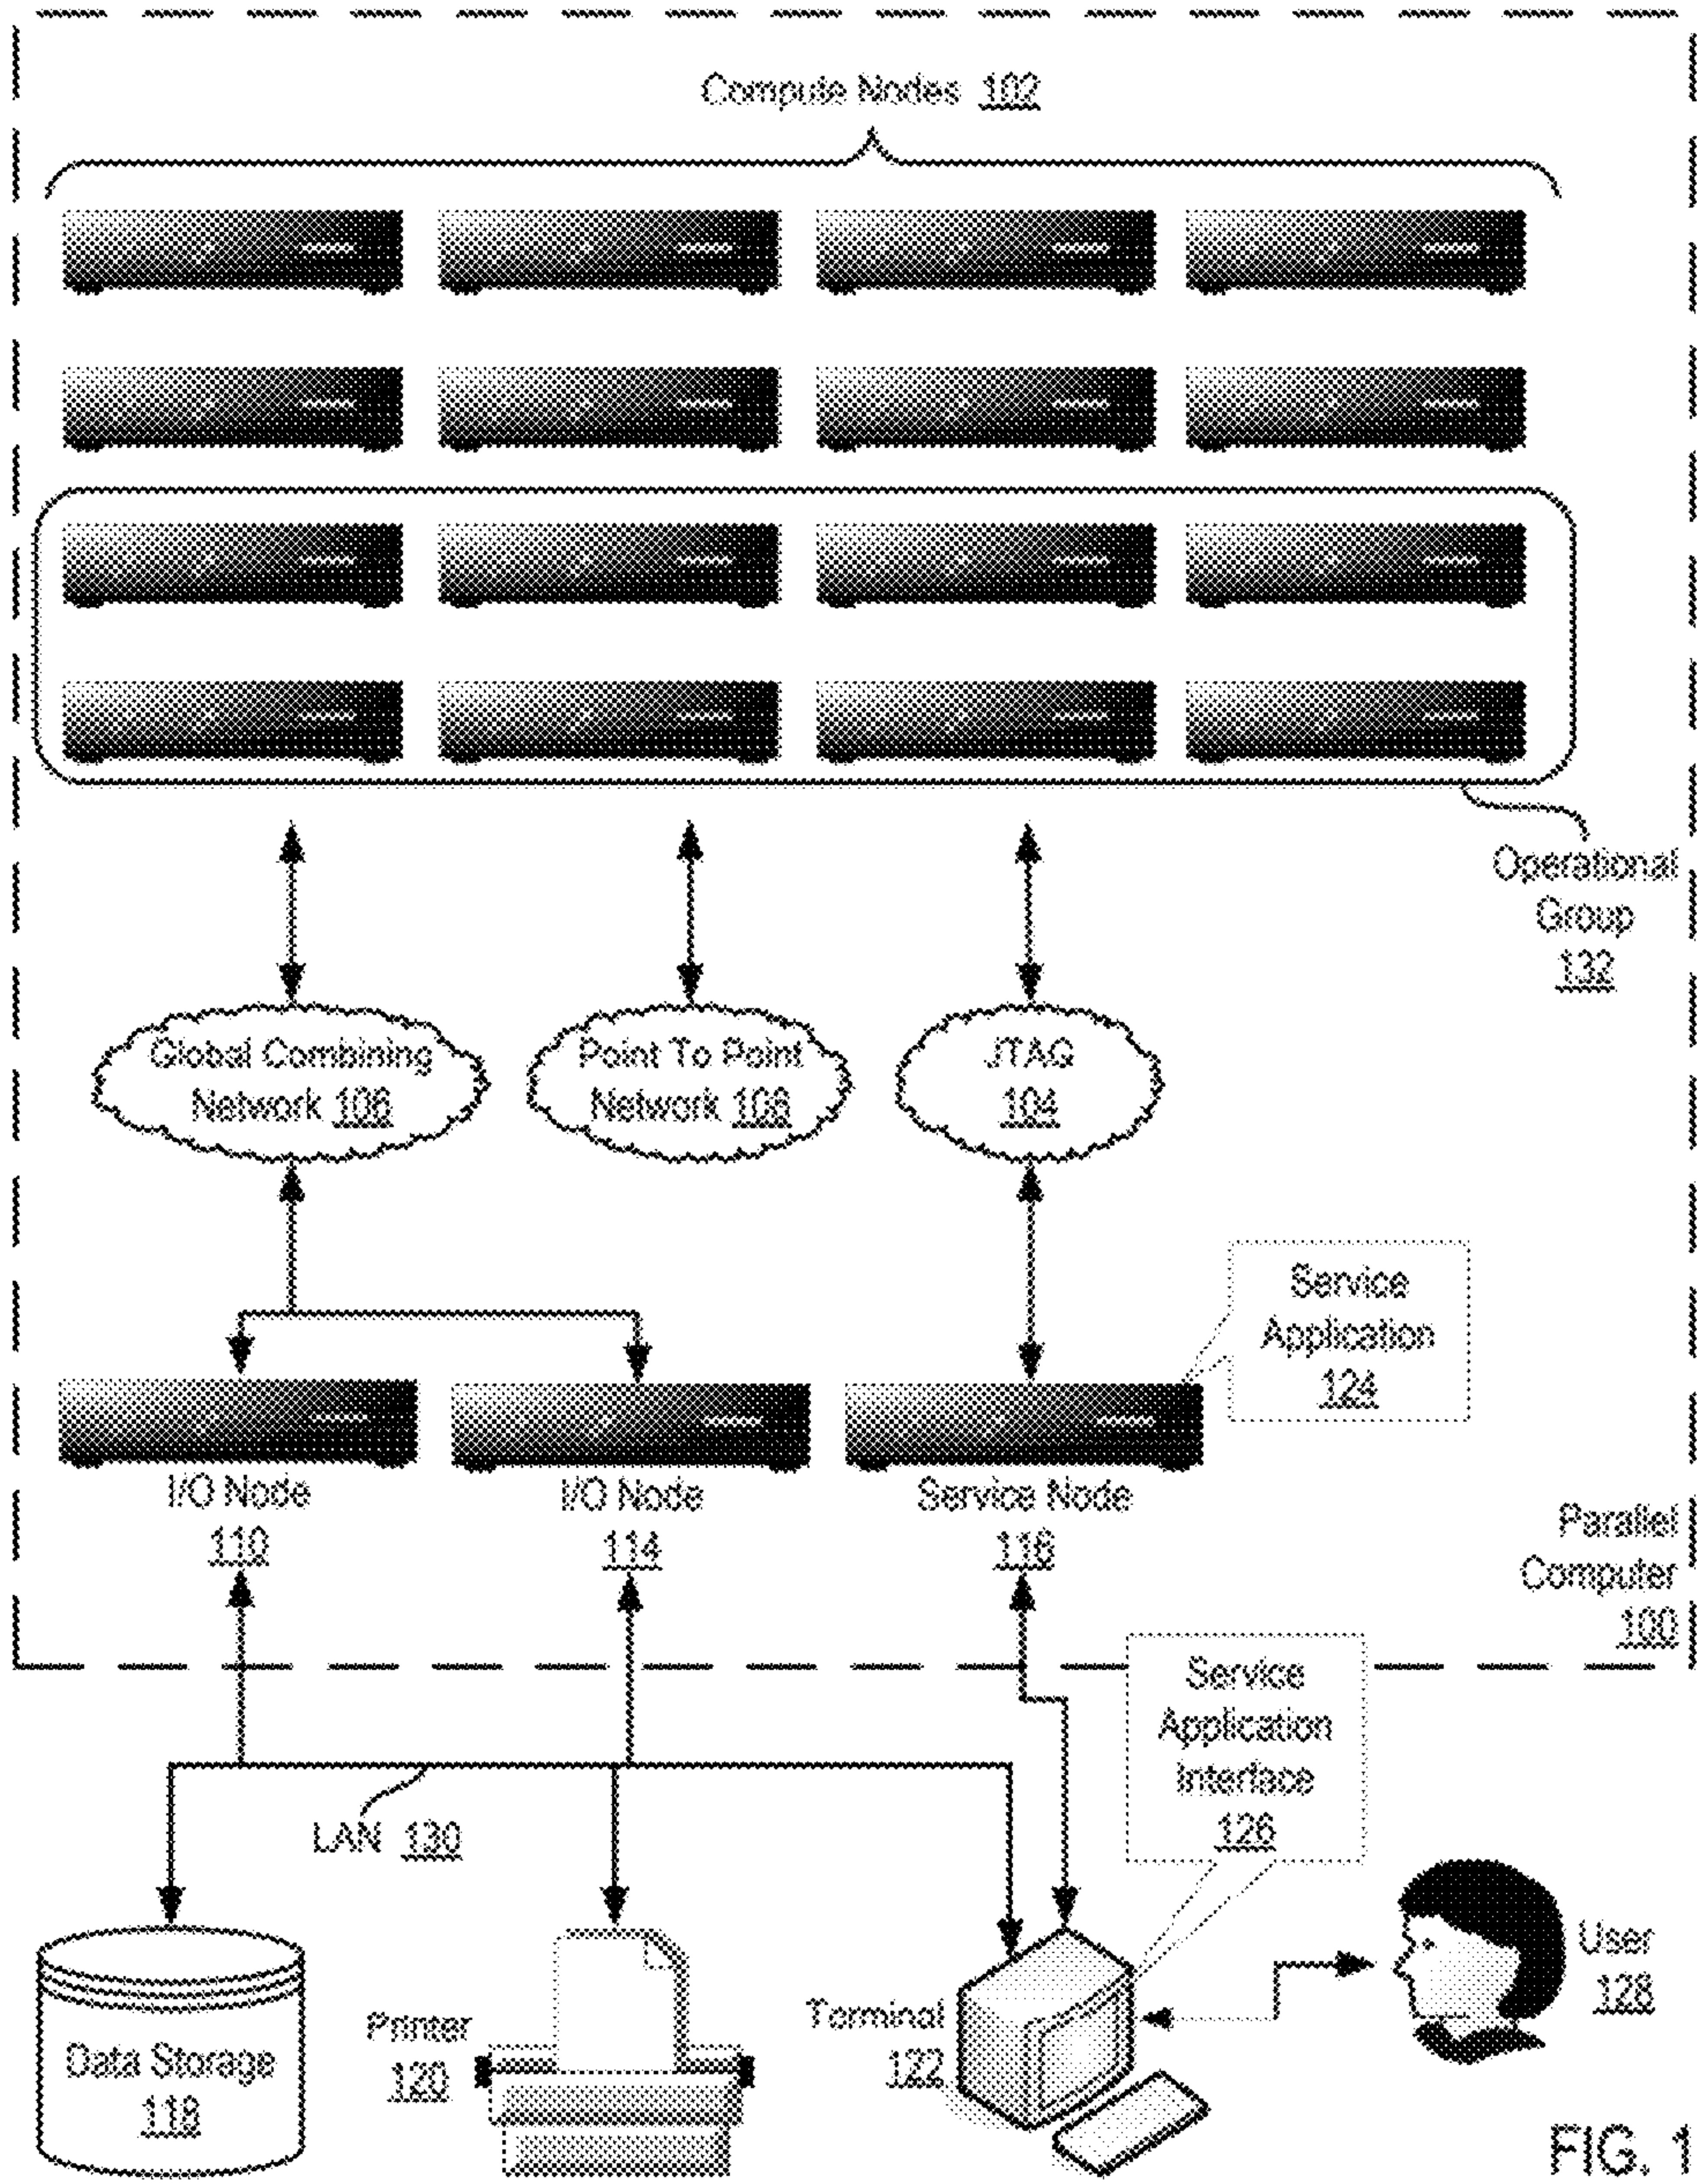 Compute Nodes 102
Operational
Group
132
Global Combining
Network 106
Point To Point
Network 108
JTAG
104
Service
Application
124
I/O Node
110
I/O Node
114
Service Node
116
Parallel
Computer
100
Service
Application
Interface
126
LAN 130
Data Storage
118
Printer
120
Terminal
122
User
128
FIG. 1